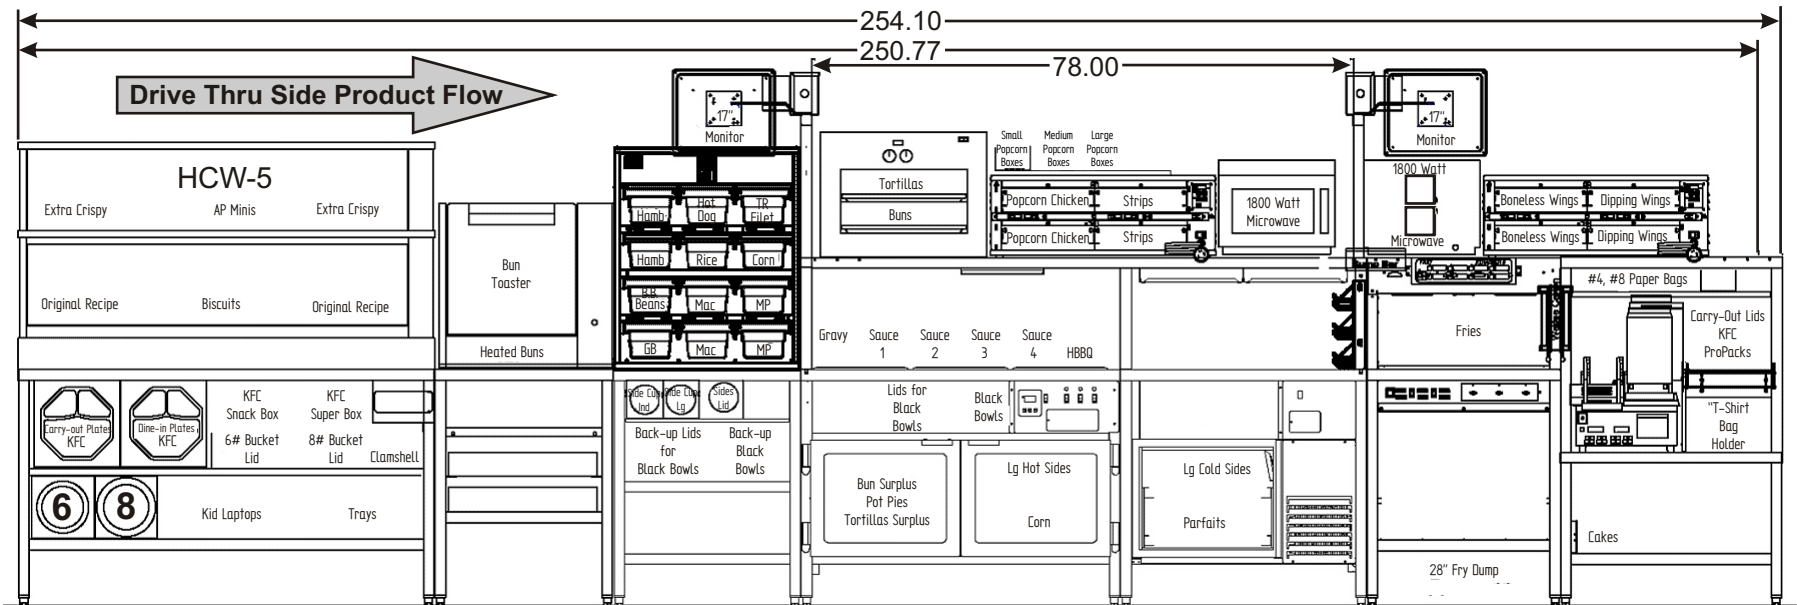 254.10
250.77
78.00
Drive Thru Side Product Flow
17"
Monitor
17"
Monitor
HCW-5
Extra Crispy
AP Minis
Extra Crispy
Original Recipe
Biscuits
Original Recipe
Bun
Toaster
Heated Buns
Hamb
Hot
Dog
TR
Filet
Hamb
Rice
Corn
B.B.
Beans
Mac
MP
GB
Mac
MP
Tortillas
Buns
Small
Popcorn
Boxes
Medium
Popcorn
Boxes
Large
Popcorn
Boxes
Popcorn Chicken
Strips
Popcorn Chicken
Strips
1800 Watt
Microwave
1800 Watt
Microwave
Boneless Wings
Dipping Wings
Boneless Wings
Dipping Wings
Gravy
Sauce
1
Sauce
2
Sauce
3
Sauce
4
HBBQ
Fries
#4, #8 Paper Bags
Carry-Out Lids
KFC
ProPacks
"T-Shirt
Bag
Holder
Carry-out Plates
KFC
Dine-in Plates
KFC
KFC
Snack Box
6# Bucket
Lid
KFC
Super Box
8# Bucket
Lid
Clamshell
6
8
Kid Laptops
Trays
Side Cup
Ind
Side Cup
Lg
Sides
Lid
Back-up Lids
for
Black Bowls
Back-up
Black
Bowls
Lids for
Black
Bowls
Black
Bowls
Bun Surplus
Pot Pies
Tortillas Surplus
Lg Hot Sides
Corn
Lg Cold Sides
Parfaits
28" Fry Dump
Cakes